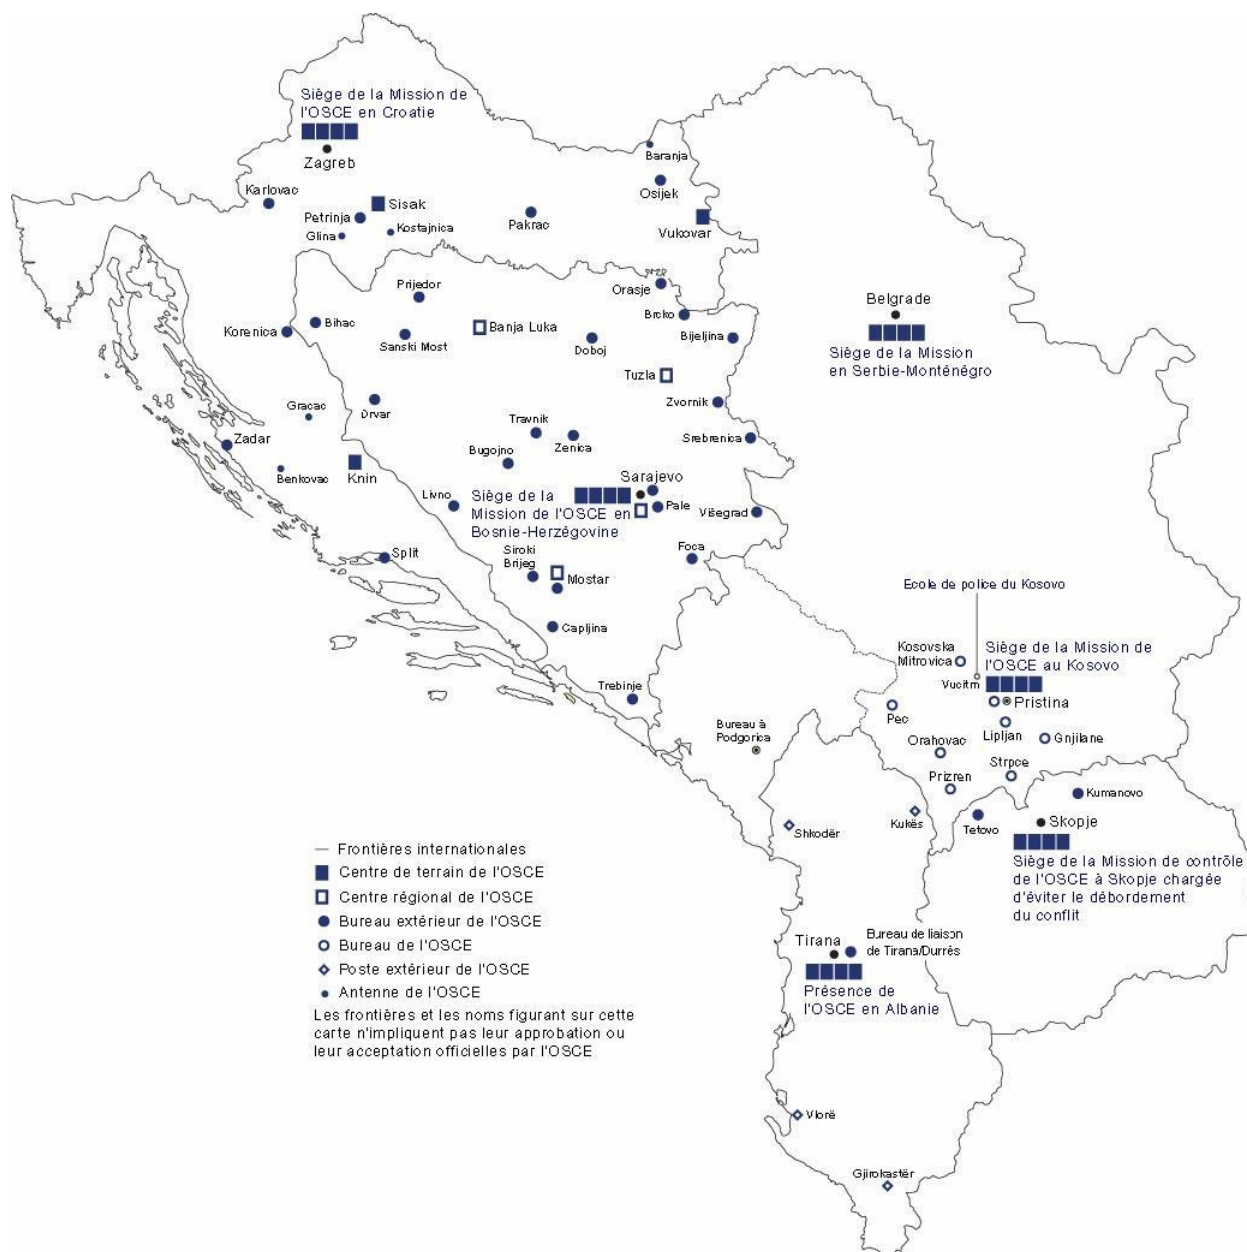 Siège de la Mission de
l'OSCE en Croatie
Zagreb
Baranja
Osijek
Karlovac
Sisak
Petrinja
Glina
Kostajnica
Pakrac
Vukovar
Prijedor
Orasje
Belgrade
Brcko
Korenica
Bihac
Banja Luka
Sanski Most
Doboj
Bijeljina
Siège de la Mission
en Serbie-Monténégro
Tuzla
Zvornik
Gracac
Drvar
Travnik
Zadar
Zenica
Srebrenica
Bugojno
Benkovac
Knin
Sarajevo
Livno
Siège de la
Mission de l'OSCE en
Bosnie-Herzégovine
Pale
Višegrad
Split
Siroki
Brijeg
Foca
Mostar
Ecole de police du Kosovo
Capljina
Kosovska
Mitrovica
Siège de la Mission de
l'OSCE au Kosovo
Vucitrn
Trebinje
Pristina
Pec
Bureau à
Podgorica
Lipljan
Gnjilane
Orahovac
Strpce
Prizren
Kumanovo
Shkodër
Kukës
Tetovo
Skopje
Siège de la Mission de contrôle
de l'OSCE à Skopje chargée
d'éviter le débordement
du conflit
Frontières internationales
Centre de terrain de l'OSCE
Centre régional de l'OSCE
Bureau extérieur de l'OSCE
Bureau de l'OSCE
Poste extérieur de l'OSCE
Antenne de l'OSCE
Les frontières et les noms figurant sur cette
carte n'impliquent pas leur approbation ou
leur acceptation officielles par l'OSCE
Tirana
Bureau de liaison
de Tirana/Durrës
Présence de
l'OSCE en Albanie
Vlorë
Gjirokastër